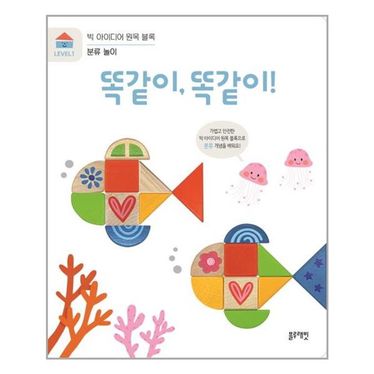 LEVEL 1
빅 아이디어 원목 블록
분류 놀이
똑같이, 똑같이!
가볍고 안전한
빅 아이디어 원목 블록으로
분류 개념을 배워요!
블루래빗